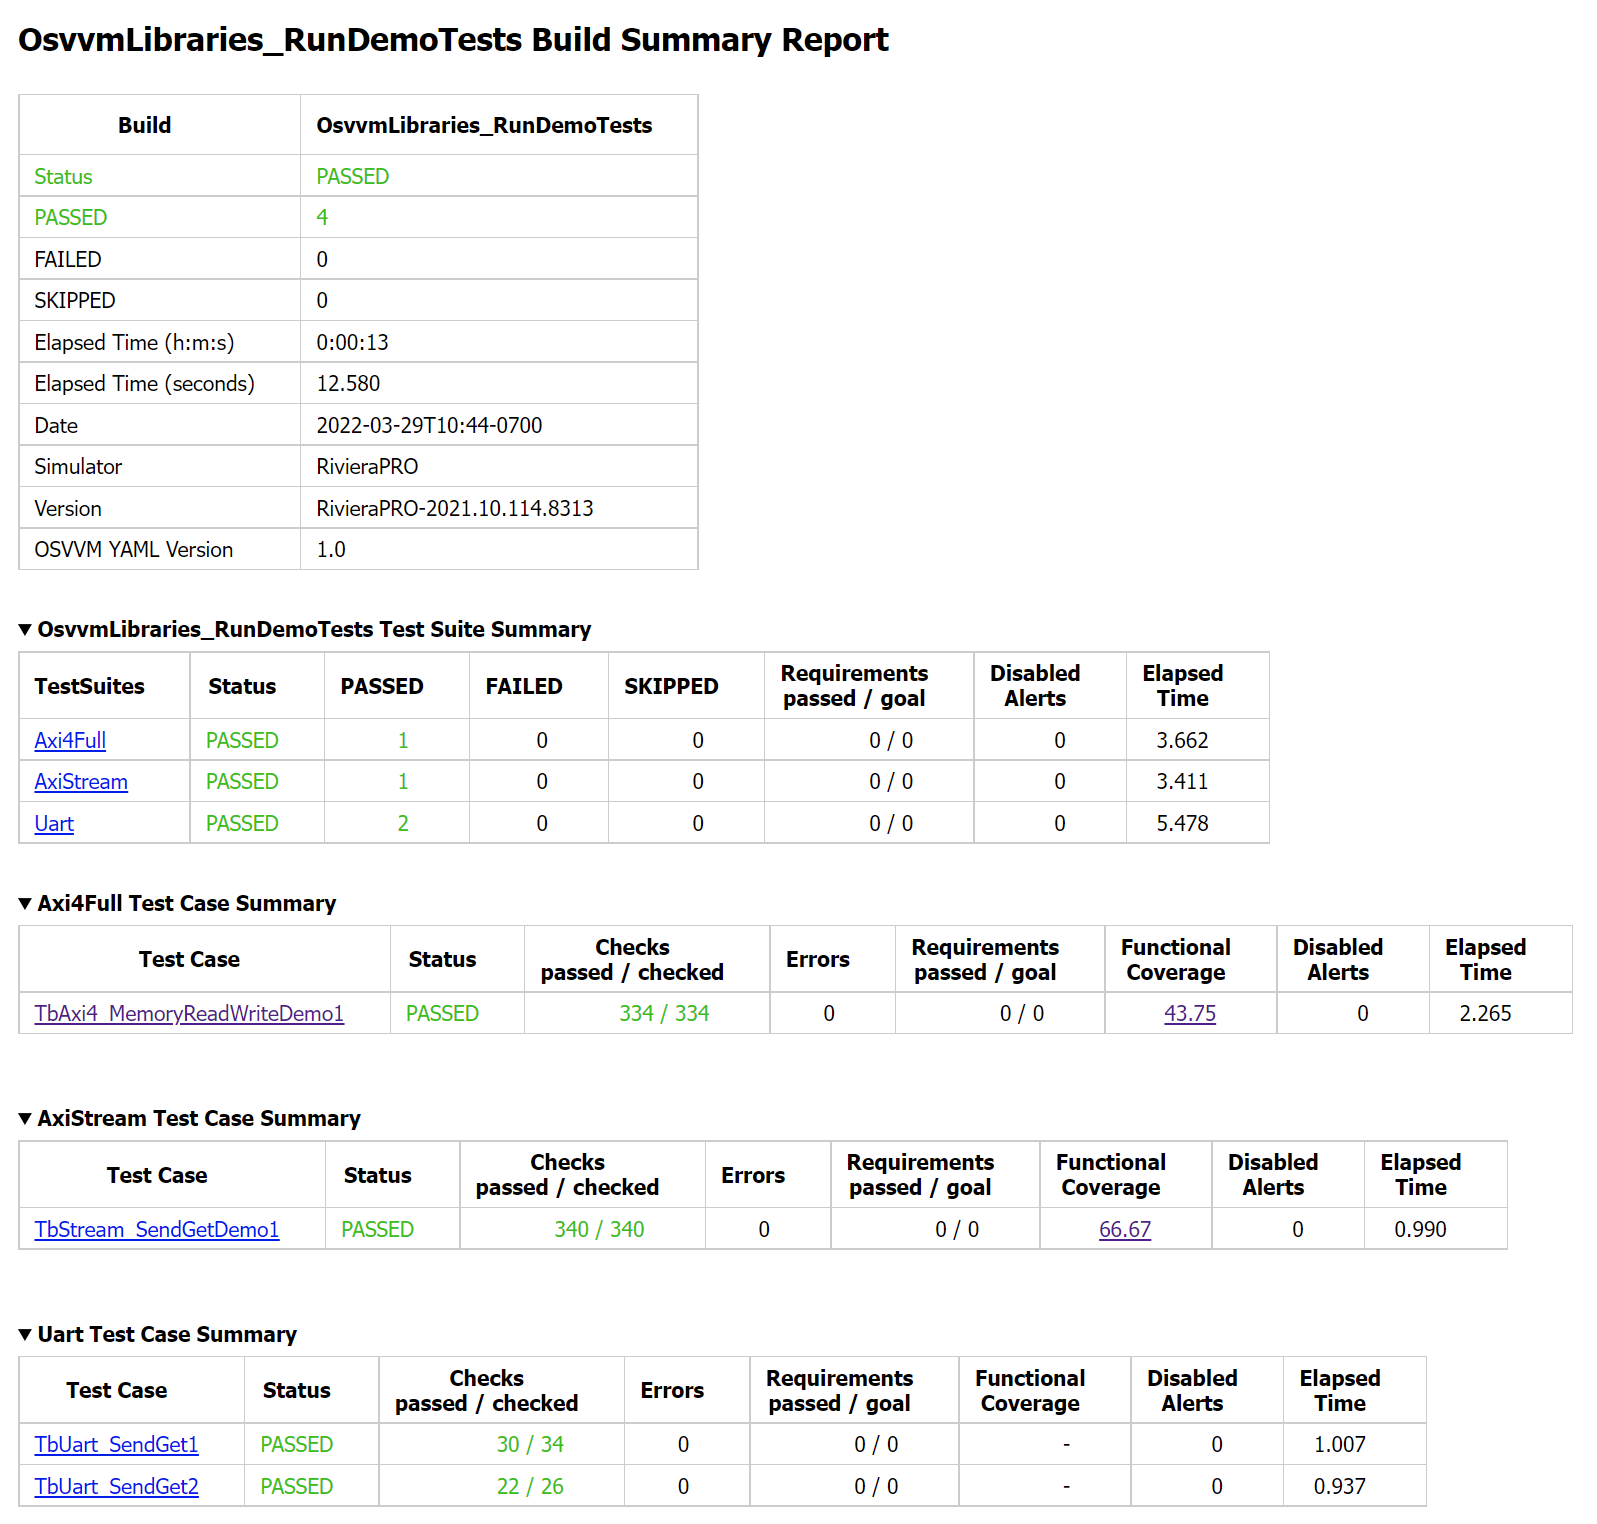 OsvvmLibraries_RunDemoTests Build Summary Report
Build OsvvmLibraries_RunDemoTests
Status PASSED
PASSED 4
FAILED 0
SKIPPED 0
Elapsed Time (h:m:s) 0:00:13
Elapsed Time (seconds) 12.580
Date 2022-03-29T10:44-0700
Simulator RivieraPRO
Version RivieraPRO-2021.10.114.8313
OSVVM YAML Version 1.0
▼ OsvvmLibraries_RunDemoTests Test Suite Summary
TestSuites Status PASSED FAILED SKIPPED Requirements passed / goal Disabled Alerts Elapsed Time
Axi4Full PASSED 1 0 0 0 / 0 0 3.662
AxiStream PASSED 1 0 0 0 / 0 0 3.411
Uart PASSED 2 0 0 0 / 0 0 5.478
▼ Axi4Full Test Case Summary
Test Case Status Checks passed / checked Errors Requirements passed / goal Functional Coverage Disabled Alerts Elapsed Time
TbAxi4_MemoryReadWriteDemo1 PASSED 334 / 334 0 0 / 0 43.75 0 2.265
▼ AxiStream Test Case Summary
Test Case Status Checks passed / checked Errors Requirements passed / goal Functional Coverage Disabled Alerts Elapsed Time
TbStream_SendGetDemo1 PASSED 340 / 340 0 0 / 0 66.67 0 0.990
▼ Uart Test Case Summary
Test Case Status Checks passed / checked Errors Requirements passed / goal Functional Coverage Disabled Alerts Elapsed Time
TbUart_SendGet1 PASSED 30 / 34 0 0 / 0 - 0 1.007
TbUart_SendGet2 PASSED 22 / 26 0 0 / 0 - 0 0.937